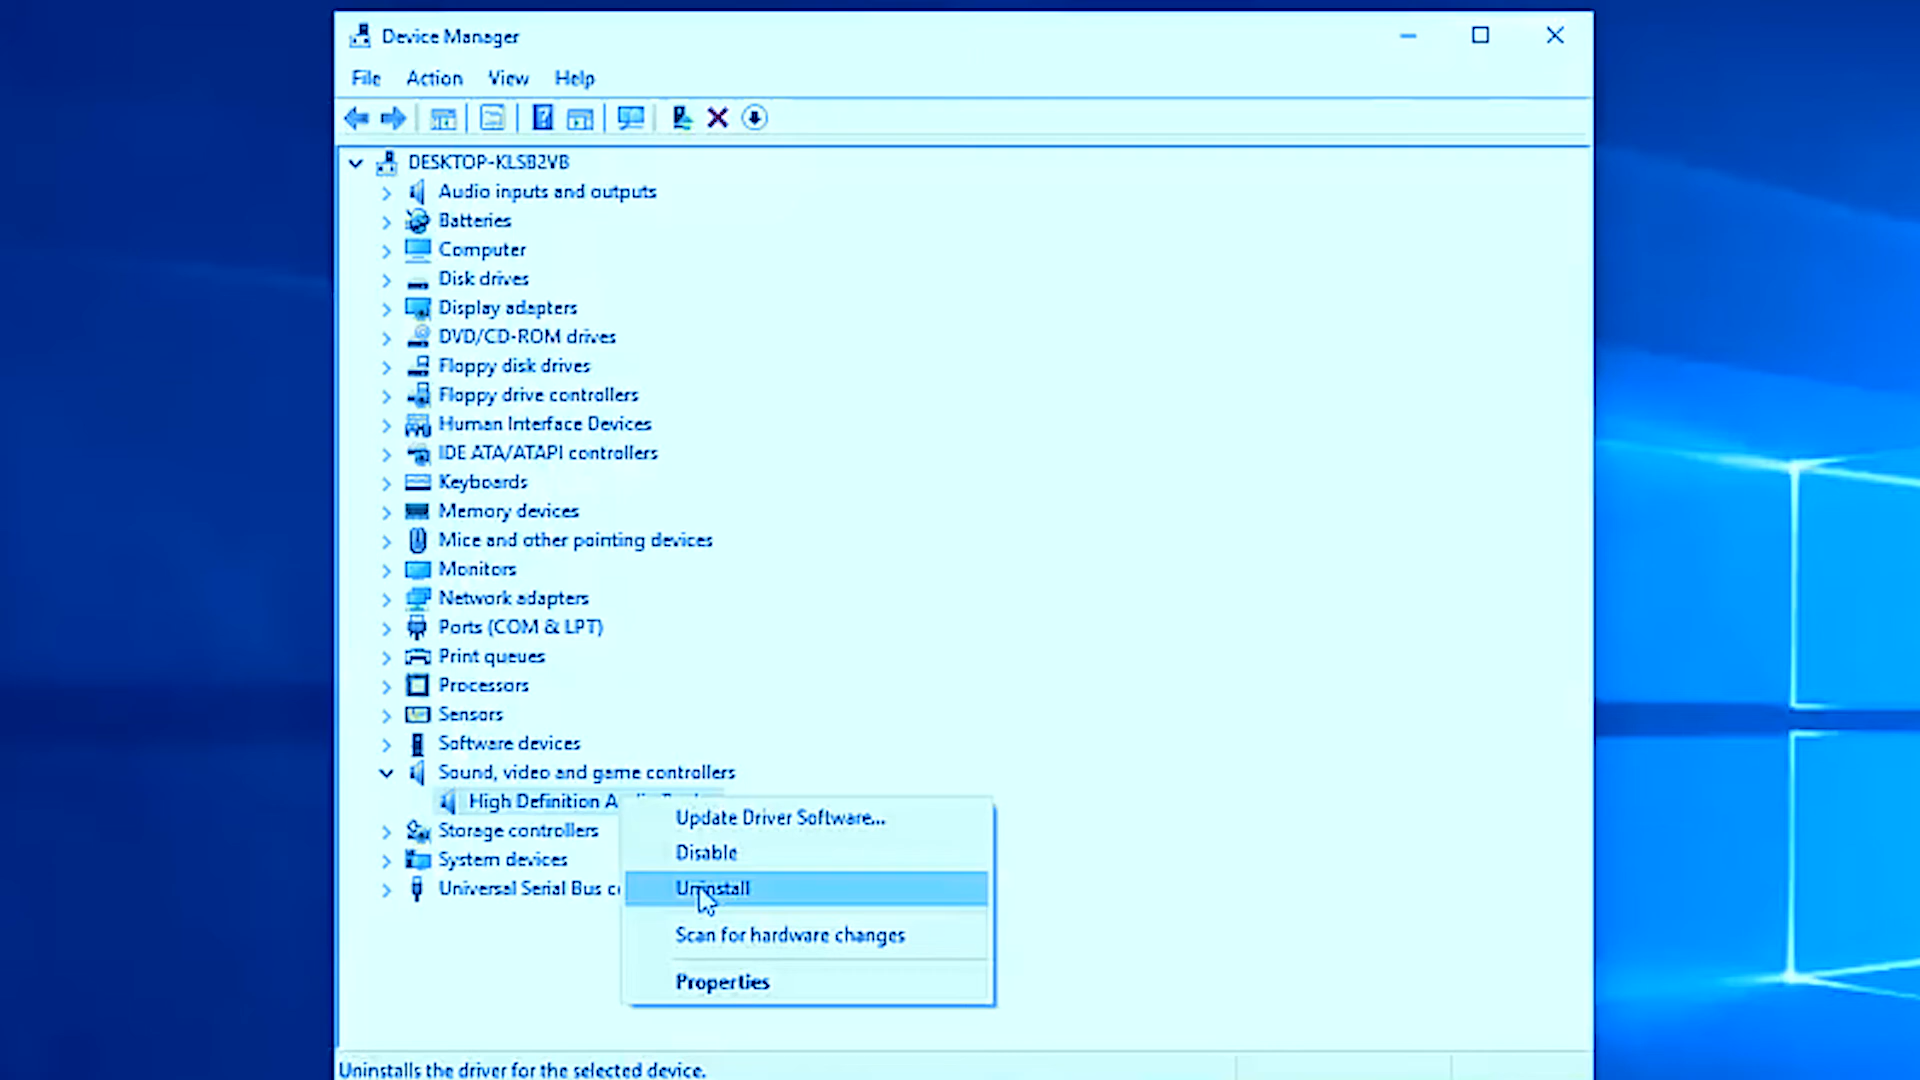 Device Manager
File Action View Help
DESKTOP-KLSB2VB
Audio inputs and outputs
Batteries
Computer
Disk drives
Display adapters
DVD/CD-ROM drives
Floppy disk drives
Floppy drive controllers
Human Interface Devices
IDE ATA/ATAPI controllers
Keyboards
Memory devices
Mice and other pointing devices
Monitors
Network adapters
Ports (COM & LPT)
Print queues
Processors
Sensors
Software devices
Sound, video and game controllers
High Definition
Storage controllers
System devices
Universal Serial Bus
Update Driver Software...
Disable
Uninstall
Scan for hardware changes
Properties
Uninstalls the driver for the selected device.